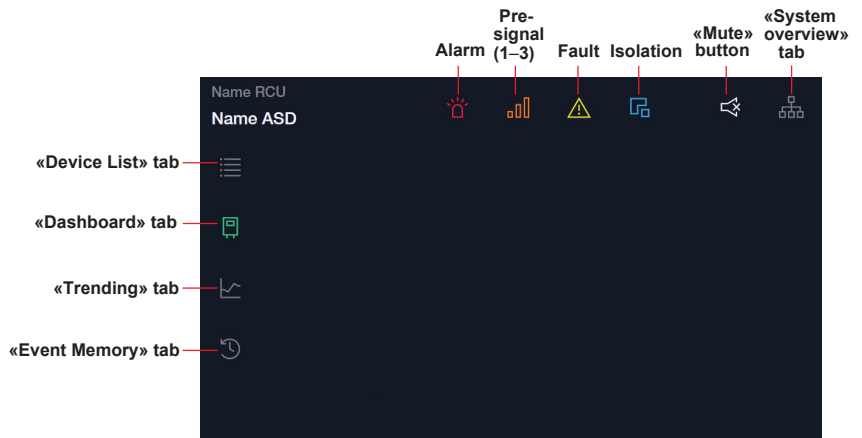 Pre-
signal
(1–3)
«System
overview»
tab
«Mute»
button
Alarm
Fault
Isolation
Name RCU
Name ASD
«Device List» tab
«Dashboard» tab
«Trending» tab
«Event Memory» tab